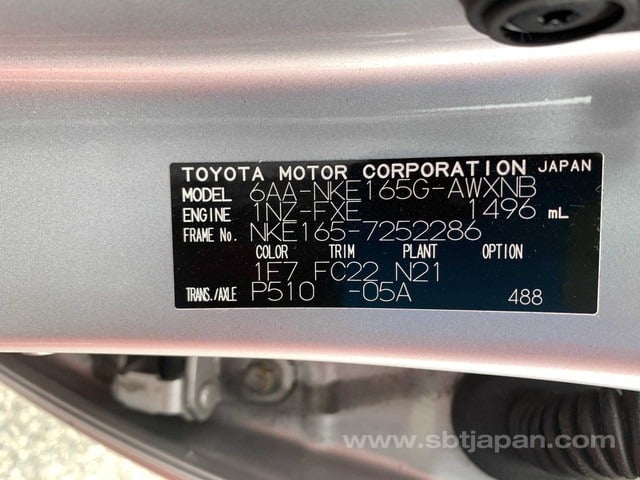 TOYOTA MOTOR CORPORATION JAPAN
MODEL 6AA-NKE165G-AWXNB
ENGINE 1NZ-FXE 1496 mL
FRAME No. NKE165-7252286
COLOR TRIM PLANT OPTION
1F7 FC22 N21
TRANS./AXLE P510 -05A 488
www.sbtjapan.com